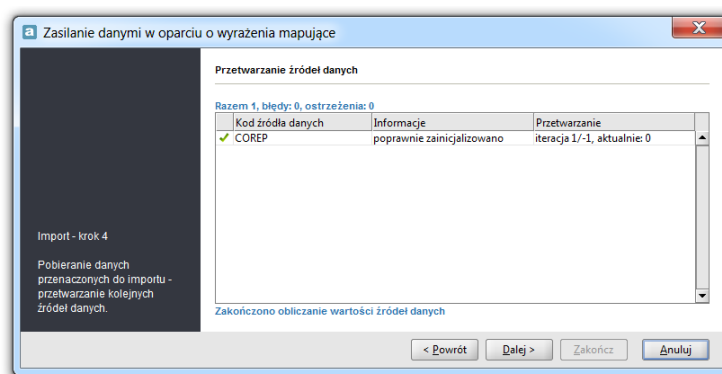 a Zasilanie danymi w oparciu o wyrażenia mapujące
Przetwarzanie źródeł danych
Razem 1, błędy: 0, ostrzeżenia: 0
Kod źródła danych Informacje Przetwarzanie
COREP poprawnie zainicjalizowano iteracja 1/-1, aktualnie: 0
Import - krok 4
Pobieranie danych
przenaczonych do importu -
przetwarzanie kolejnych
źródeł danych.
Zakończono obliczanie wartości źródeł danych
< Powrót Dalej > Zakończ Anuluj